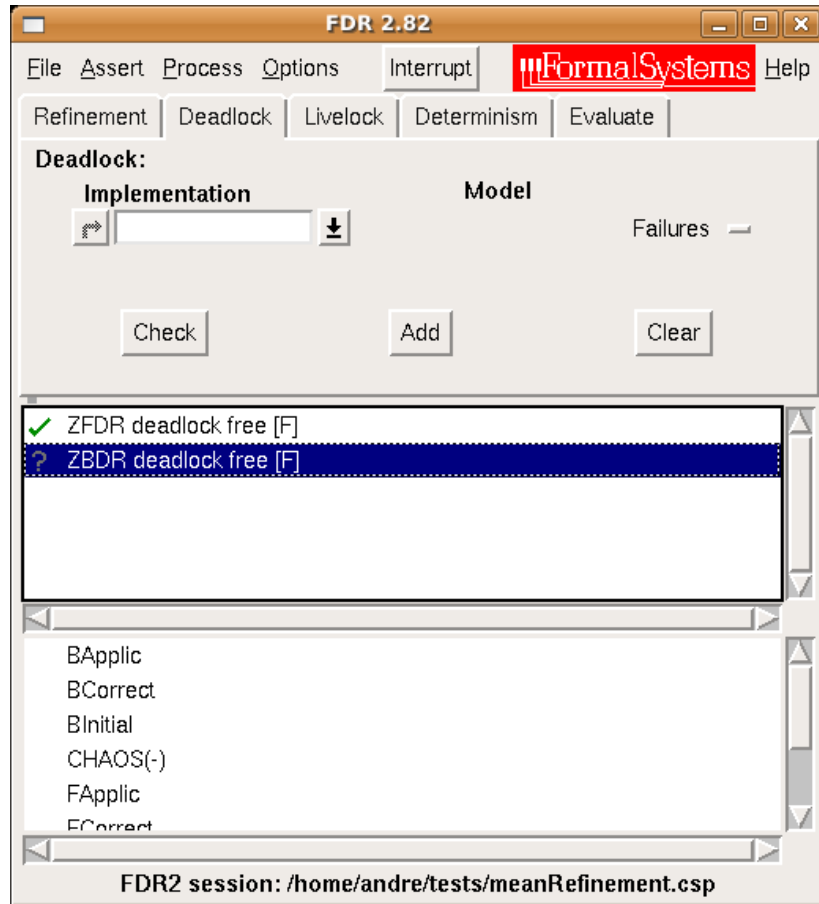 FDR 2.82
File Assert Process Options Interrupt FormalSystems Help
Refinement Deadlock Livelock Determinism Evaluate
Deadlock:
Implementation Model
Failures
Check Add Clear
ZFDR deadlock free [F]
? ZBDR deadlock free [F]
BApplic
BCorrect
BInitial
CHAOS(-)
FApplic
FCorrect
FDR2 session: /home/andre/tests/meanRefinement.csp